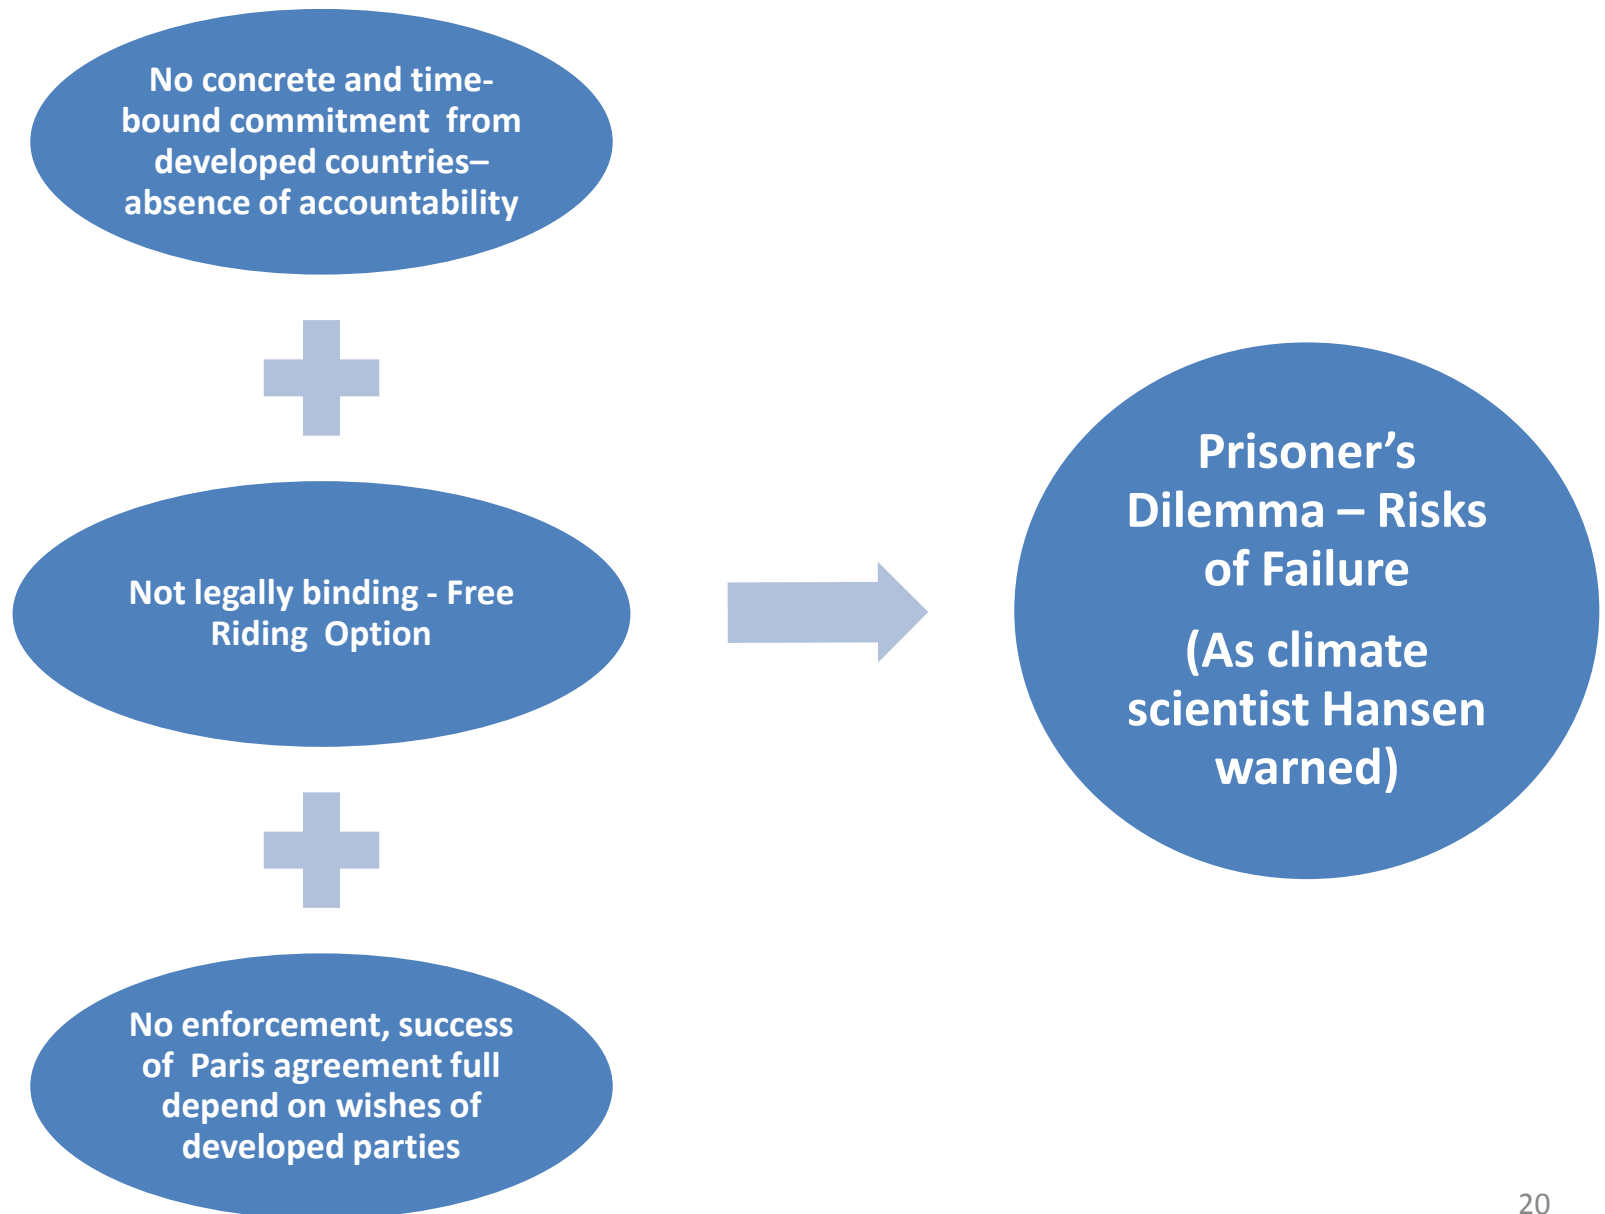 No concrete and time-
bound commitment from
developed countries–
absence of accountability
Not legally binding - Free
Riding Option
No enforcement, success
of Paris agreement full
depend on wishes of
developed parties
Prisoner’s
Dilemma – Risks
of Failure
(As climate
scientist Hansen
warned)
20